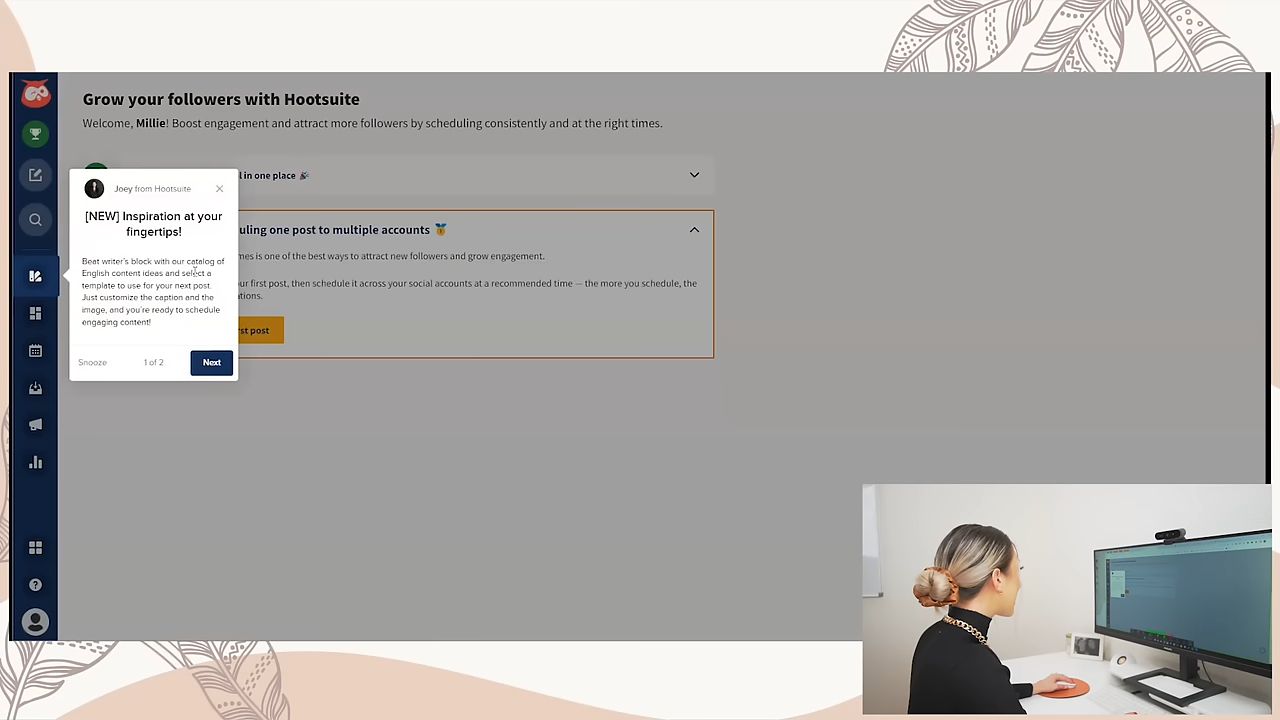 Grow your followers with Hootsuite
Welcome, Millie! Boost engagement and attract more followers by scheduling consistently and at the right times.
l in one place 🎉
Joey from Hootsuite
[NEW] Inspiration at your
fingertips!
Beat writer's block with our catalog of
English content ideas and select a
template to use for your next post.
Just customize the caption and the
image, and you're ready to schedule
engaging content!
Snooze
1 of 2
Next
uling one post to multiple accounts 🏅
mes is one of the best ways to attract new followers and grow engagement.
ur first post, then schedule it across your social accounts at a recommended time — the more you schedule, the
tions.
st post